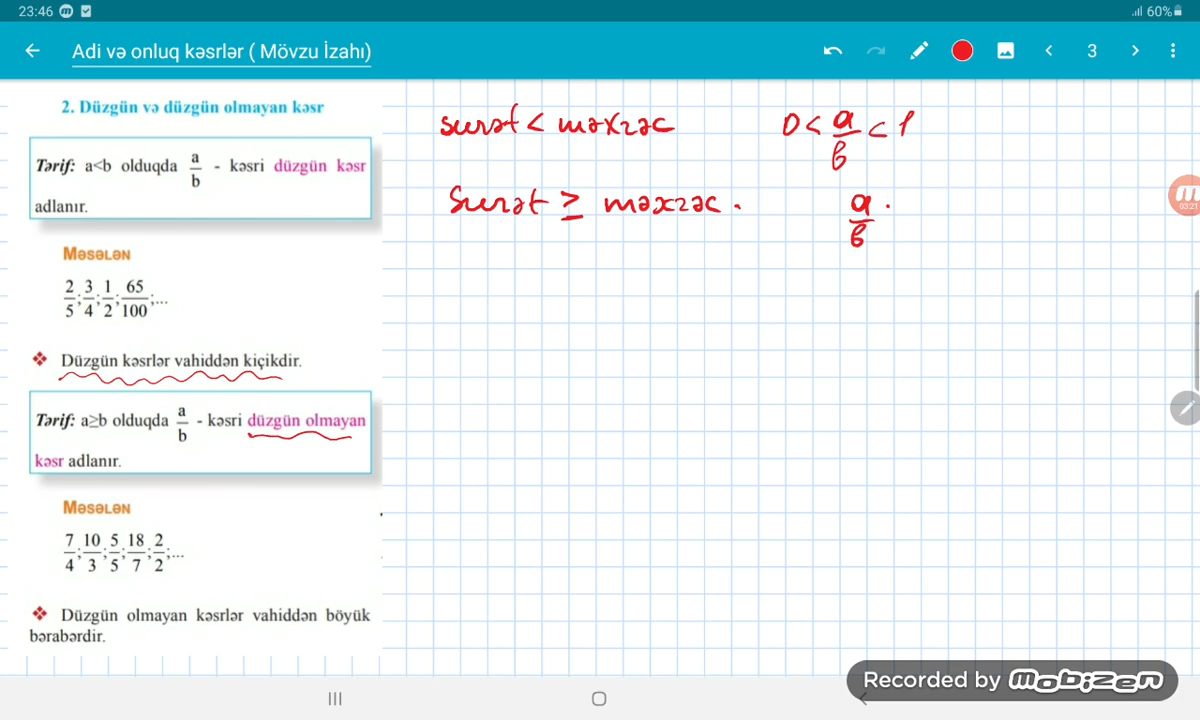 23:46 60%
Adi və onluq kəsrlər ( Mövzu İzahı) 3
2. Düzgün və düzgün olmayan kəsr
Tərif: a<b olduqda a/b - kəsri düzgün kəsr
adlanır.
MƏSƏLƏN
2/5; 3/4; 1/2; 65/100; ...
❖ Düzgün kəsrlər vahiddən kiçikdir.
Tərif: a≥b olduqda a/b - kəsri düzgün olmayan
kəsr adlanır.
MƏSƏLƏN
7/4; 10/3; 5/5; 18/7; 2/2; ...
❖ Düzgün olmayan kəsrlər vahiddən böyük
bərabərdir.
surət < məxrəc 0 < a/b < 1
Surət ≥ məxrəc. a/b.
03:21
Recorded by mobizen